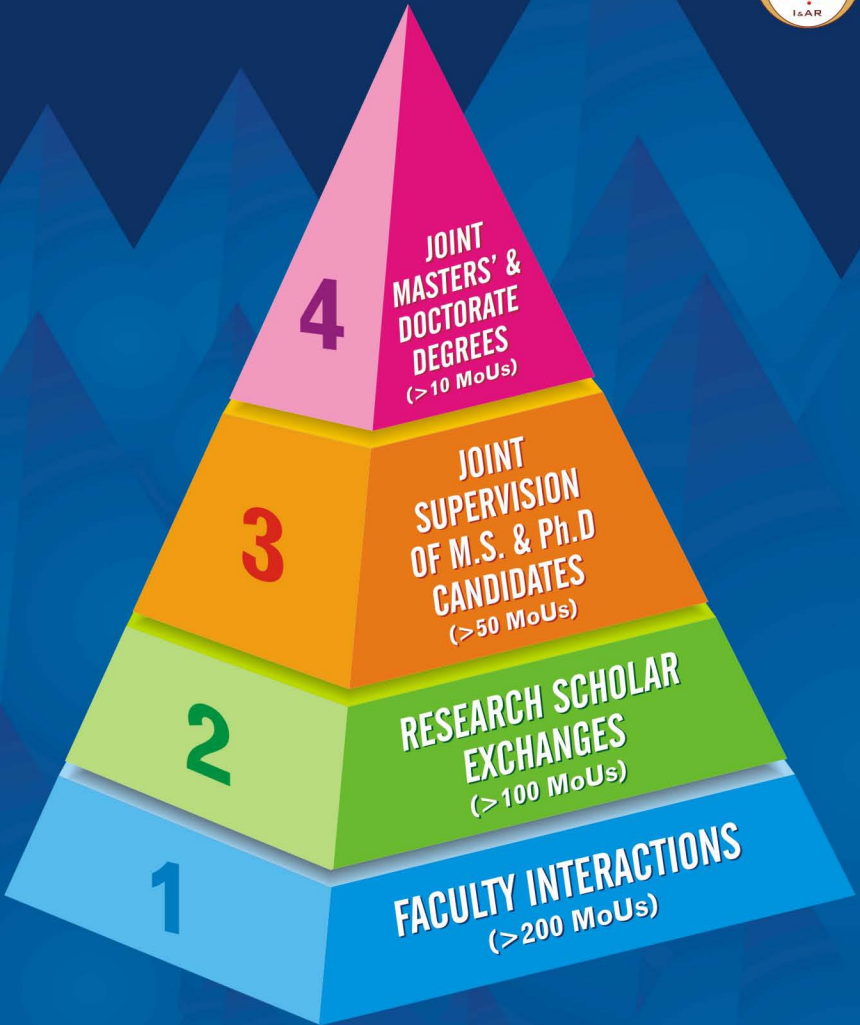 I&AR
4
JOINT
MASTERS' &
DOCTORATE
DEGREES
(>10 MoUs)
3
JOINT
SUPERVISION
OF M.S. & Ph.D
CANDIDATES
(>50 MoUs)
2
RESEARCH SCHOLAR
EXCHANGES
(>100 MoUs)
1
FACULTY INTERACTIONS
(>200 MoUs)